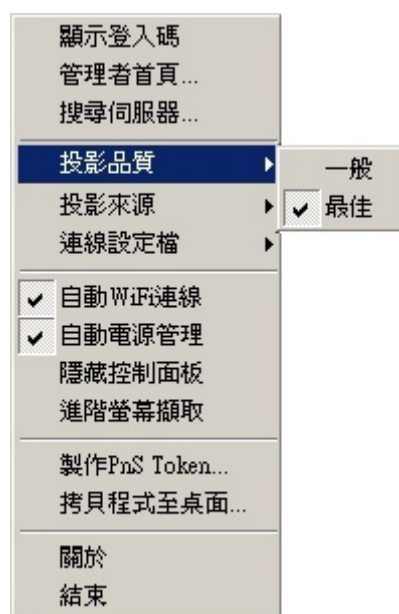 顯示登入碼
管理者首頁...
搜尋伺服器...
投影品質
一般
最佳
投影來源
連線設定檔
自動WiFi連線
自動電源管理
隱藏控制面板
進階螢幕擷取
製作PnS Token...
拷貝程式至桌面...
關於
結束